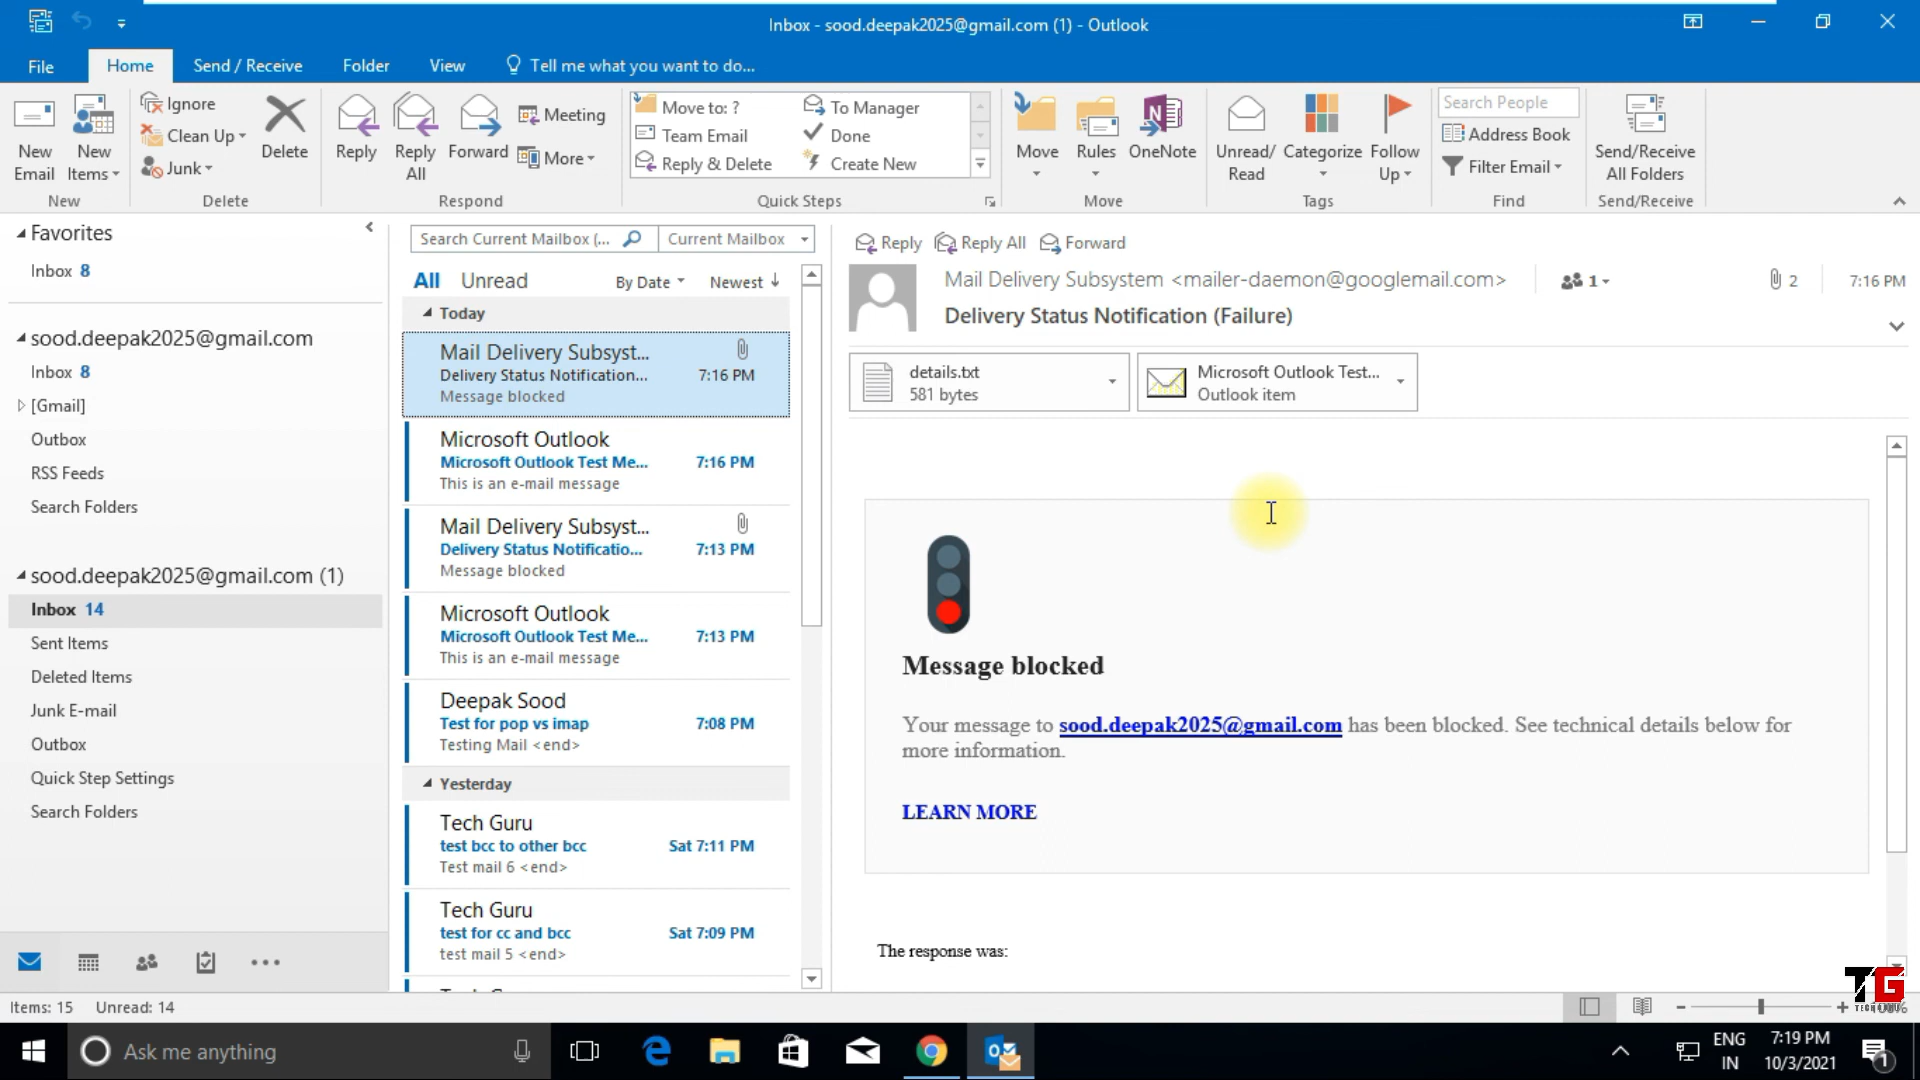 Inbox - sood.deepak2025@gmail.com (1) - Outlook
File Home Send / Receive Folder View Tell me what you want to do...
New Email
New Items
New
Ignore
Clean Up
Junk
Delete
Delete
Reply
Reply All
Forward
Meeting
More
Respond
Move to: ?
Team Email
Reply & Delete
To Manager
Done
Create New
Quick Steps
Move
Rules
OneNote
Move
Unread/ Read
Categorize
Follow Up
Tags
Search People
Address Book
Filter Email
Find
Send/Receive All Folders
Send/Receive
Favorites
Inbox 8
sood.deepak2025@gmail.com
Inbox 8
[Gmail]
Outbox
RSS Feeds
Search Folders
sood.deepak2025@gmail.com (1)
Inbox 14
Sent Items
Deleted Items
Junk E-mail
Outbox
Quick Step Settings
Search Folders
Items: 15 Unread: 14
Search Current Mailbox (... Current Mailbox
All Unread By Date Newest
Today
Mail Delivery Subsyst...
Delivery Status Notification... 7:16 PM
Message blocked
Microsoft Outlook
Microsoft Outlook Test Me... 7:16 PM
This is an e-mail message
Mail Delivery Subsyst...
Delivery Status Notificatio... 7:13 PM
Message blocked
Microsoft Outlook
Microsoft Outlook Test Me... 7:13 PM
This is an e-mail message
Deepak Sood
Test for pop vs imap 7:08 PM
Testing Mail <end>
Yesterday
Tech Guru
test bcc to other bcc Sat 7:11 PM
Test mail 6 <end>
Tech Guru
test for cc and bcc Sat 7:09 PM
test mail 5 <end>
Reply Reply All Forward
Mail Delivery Subsystem <mailer-daemon@googlemail.com> 1 2 7:16 PM
Delivery Status Notification (Failure)
details.txt
581 bytes
Microsoft Outlook Test...
Outlook item
Message blocked
Your message to sood.deepak2025@gmail.com has been blocked. See technical details below for
more information.
LEARN MORE
The response was:
TG
Ask me anything
ENG
IN
7:19 PM
10/3/2021
1